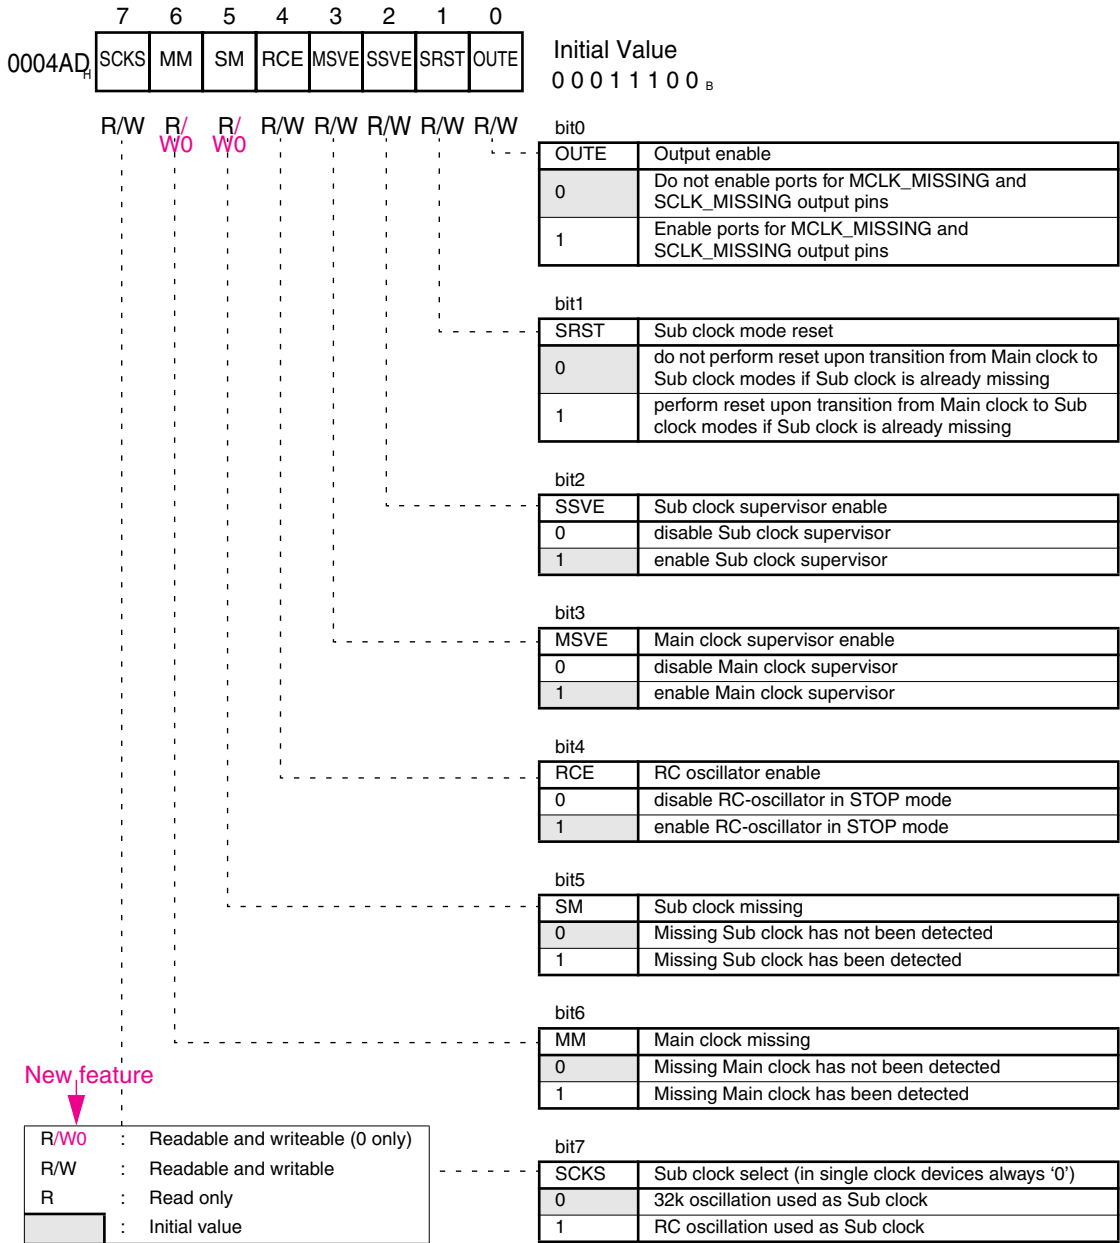 7 6 5 4 3 2 1 0
0004ADH SCKS MM SM RCE MSVE SSVE SRST OUTE
Initial Value
0 0 0 1 1 1 0 0 B
R/W R/W0 R/W0 R/W R/W R/W R/W R/W
bit0
OUTE Output enable
0 Do not enable ports for MCLK_MISSING and
SCLK_MISSING output pins
1 Enable ports for MCLK_MISSING and
SCLK_MISSING output pins
bit1
SRST Sub clock mode reset
0 do not perform reset upon transition from Main clock to
Sub clock modes if Sub clock is already missing
1 perform reset upon transition from Main clock to Sub
clock modes if Sub clock is already missing
bit2
SSVE Sub clock supervisor enable
0 disable Sub clock supervisor
1 enable Sub clock supervisor
bit3
MSVE Main clock supervisor enable
0 disable Main clock supervisor
1 enable Main clock supervisor
bit4
RCE RC oscillator enable
0 disable RC-oscillator in STOP mode
1 enable RC-oscillator in STOP mode
bit5
SM Sub clock missing
0 Missing Sub clock has not been detected
1 Missing Sub clock has been detected
bit6
MM Main clock missing
0 Missing Main clock has not been detected
1 Missing Main clock has been detected
bit7
SCKS Sub clock select (in single clock devices always ‘0’)
0 32k oscillation used as Sub clock
1 RC oscillation used as Sub clock
New feature
R/W0 : Readable and writeable (0 only)
R/W : Readable and writable
R : Read only
: Initial value